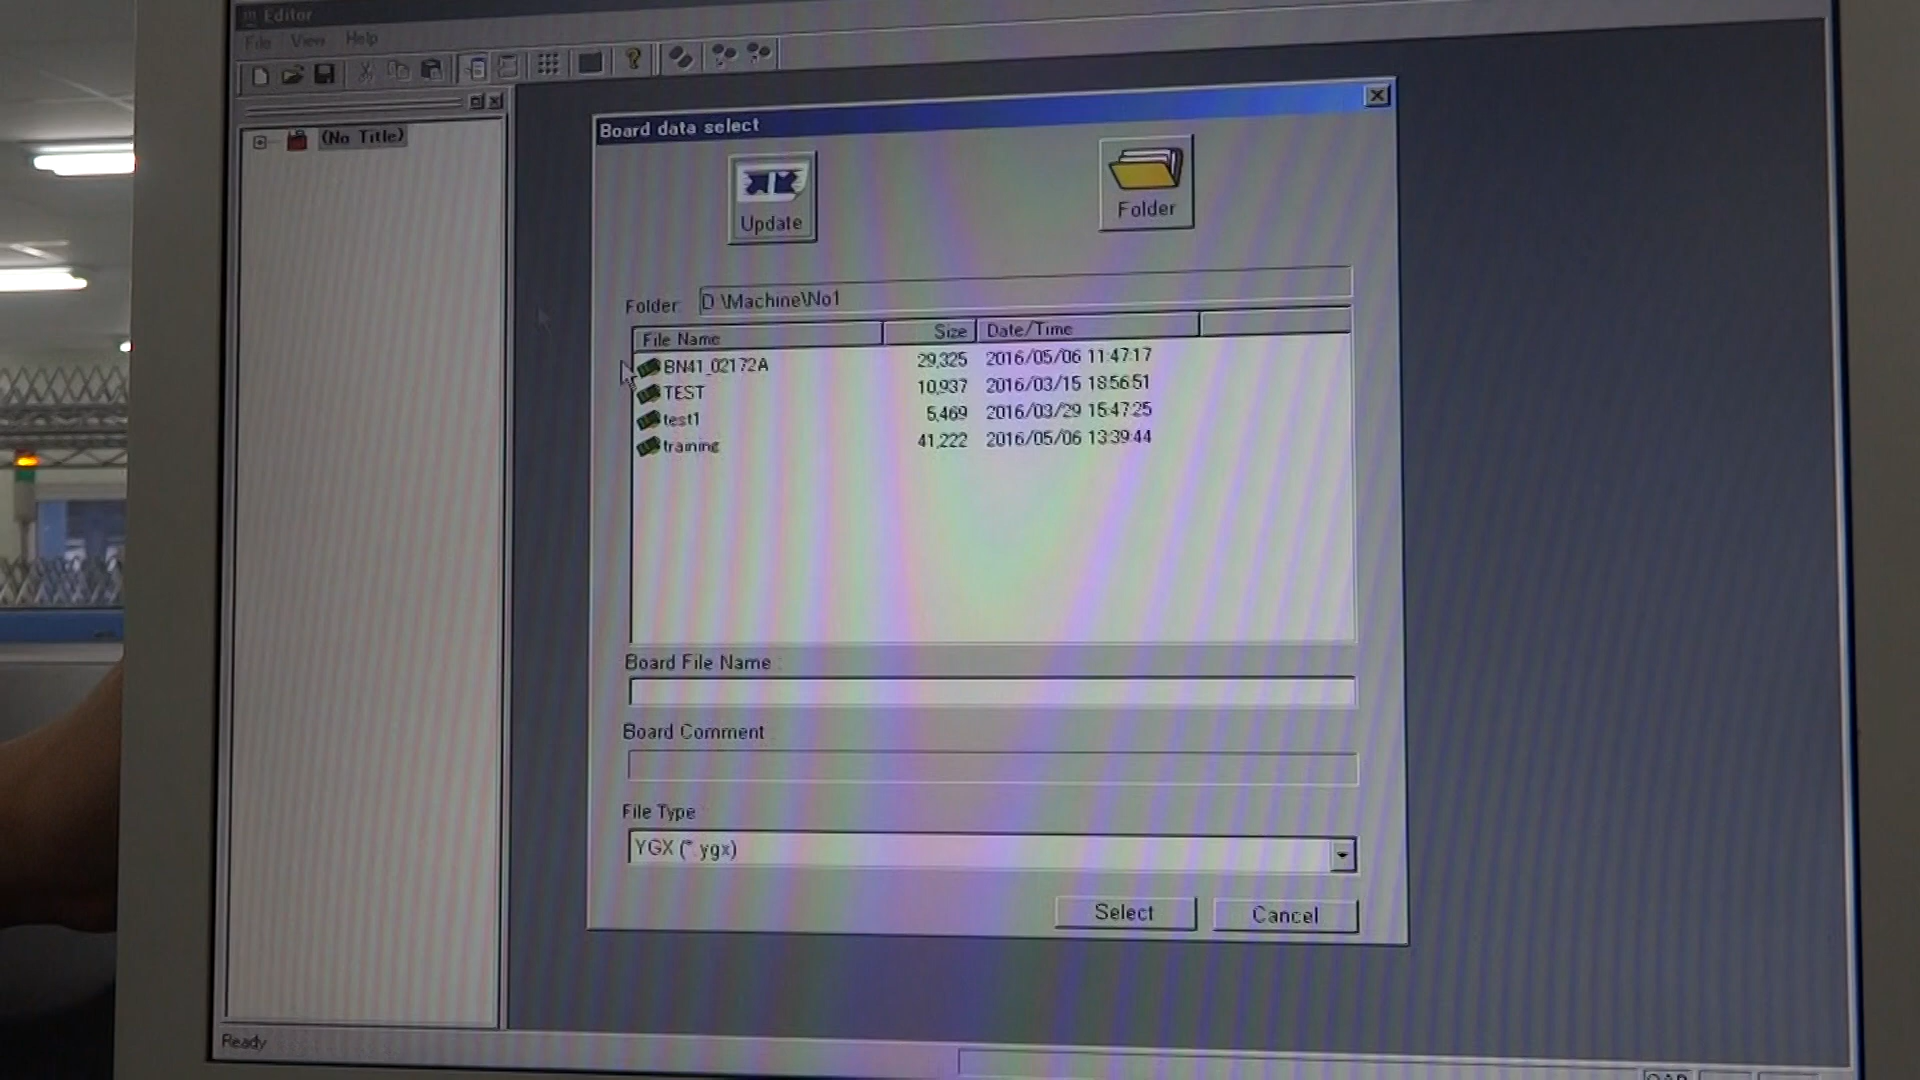 Editor
File View Help
(No Title)
Board data select
Update
Folder
Folder: D:\Machine\No1
File Name Size Date/Time
BN41_02172A 29,325 2016/05/06 11:47:17
TEST 10,937 2016/03/15 18:56:51
test1 5,469 2016/03/29 15:47:25
training 41,222 2016/05/06 13:39:44
Board File Name :
Board Comment
File Type
YGX (*.ygx)
Select Cancel
Ready